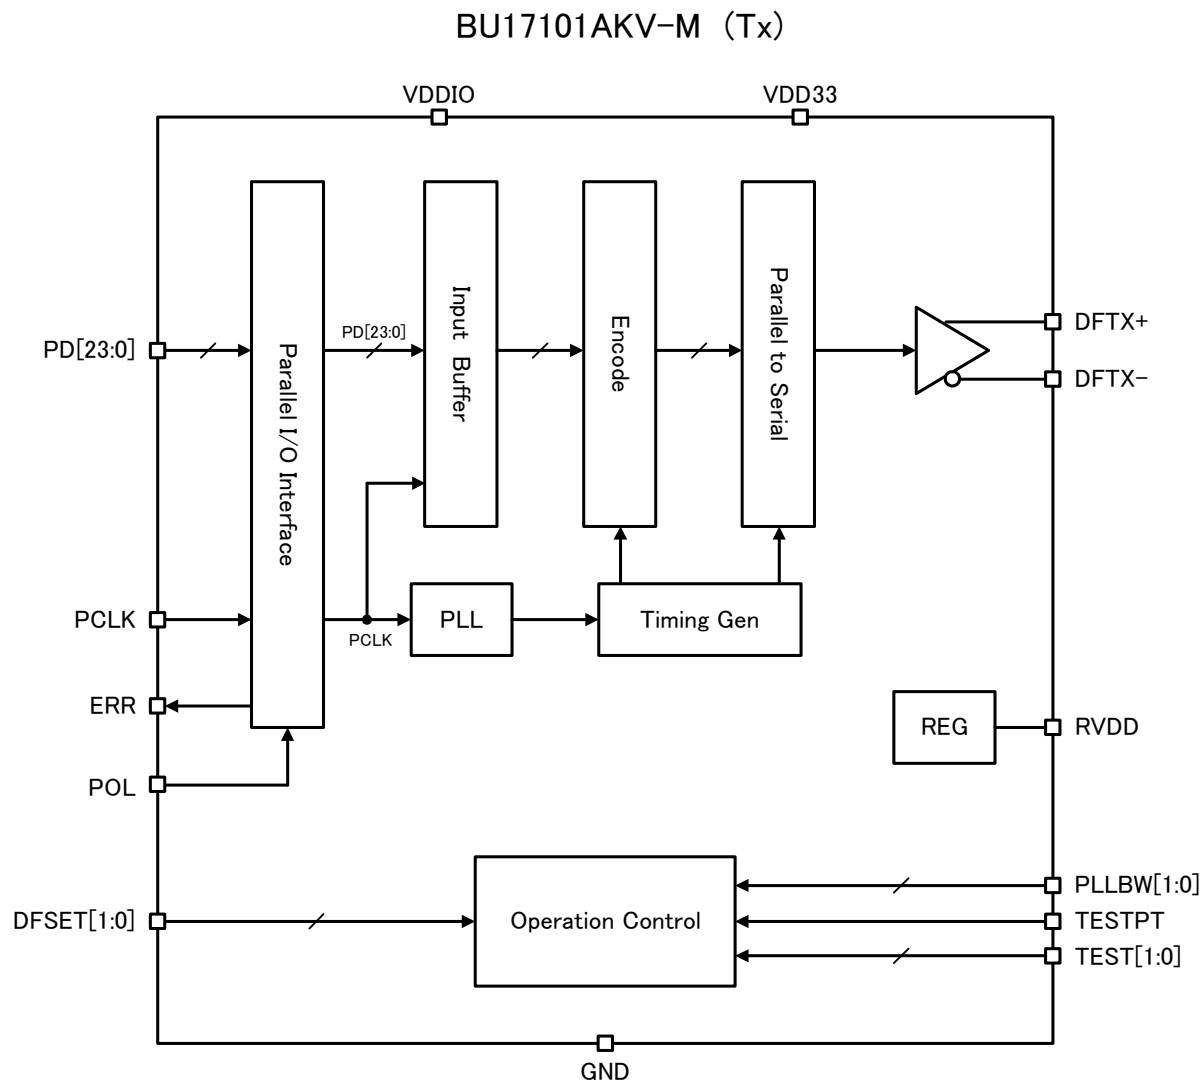 BU17101AKV-M (Tx)
VDDIO
VDD33
PD[23:0]
Parallel I/O Interface
PD[23:0]
Input Buffer
Encode
Parallel to Serial
DFTX+
DFTX-
PCLK
PCLK
PLL
Timing Gen
ERR
REG
RVDD
POL
DFSET[1:0]
Operation Control
PLLBW[1:0]
TESTPT
TEST[1:0]
GND